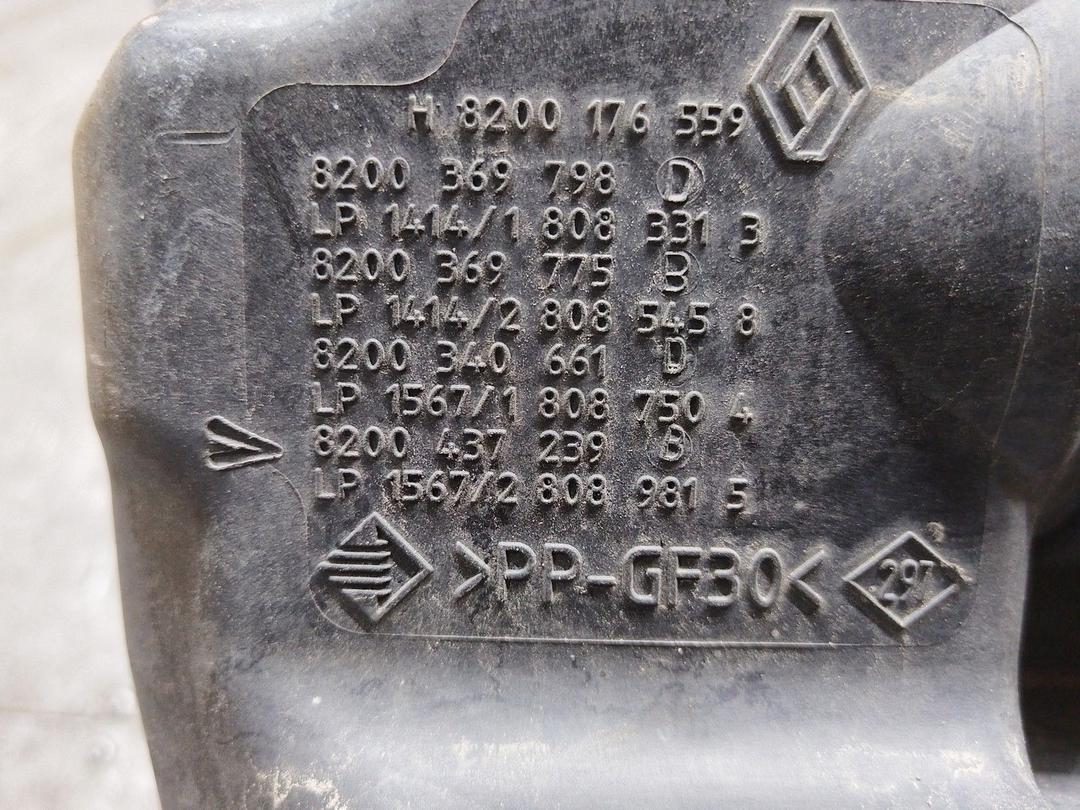 H 8200 176 559
8200 369 798 D
LP 1414/1 808 331 3
8200 369 775 B
LP 1414/2 808 545 8
8200 340 661 D
LP 1567/1 808 750 4
8200 437 239 B
LP 1567/2 808 981 5
>PP-GF30< 297